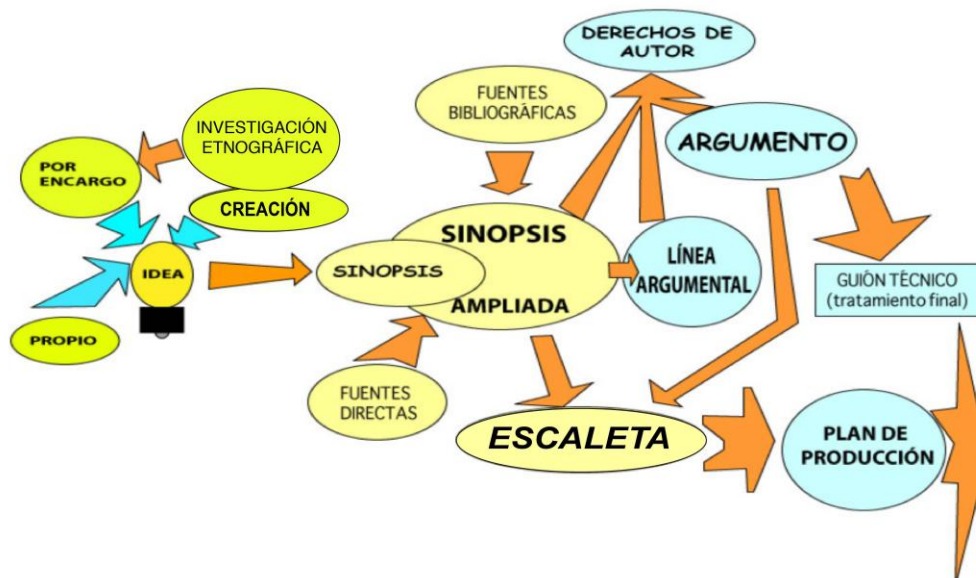 DERECHOS DE
AUTOR
FUENTES
BIBLIOGRÁFICAS
INVESTIGACIÓN
ETNOGRÁFICA
ARGUMENTO
POR
ENCARGO
CREACIÓN
SINOPSIS
AMPLIADA
SINOPSIS
IDEA
LÍNEA
ARGUMENTAL
GUIÓN TÉCNICO
(tratamiento final)
PROPIO
FUENTES
DIRECTAS
ESCALETA
PLAN DE
PRODUCCIÓN